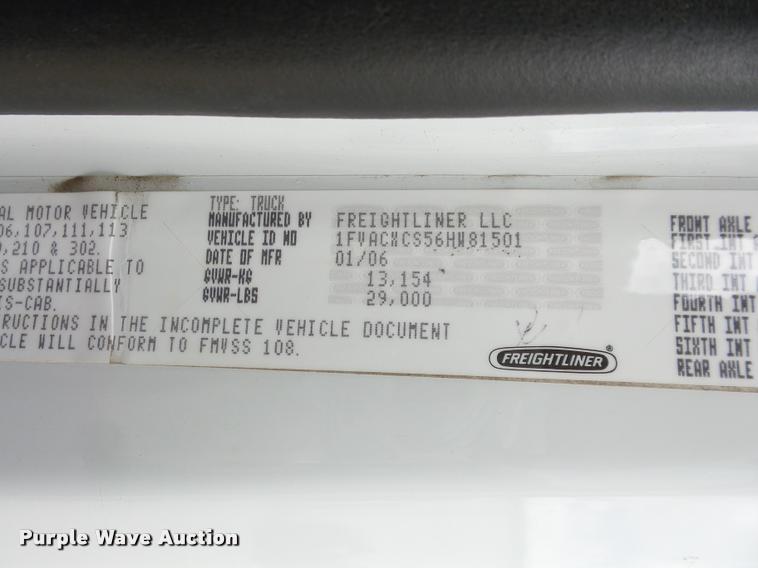 AL MOTOR VEHICLE
06,107,111,113
,210 & 302.
S APPLICABLE TO
SUBSTANTIALLY
IS-CAB.
TRUCTIONS IN THE INCOMPLETE VEHICLE DOCUMENT
CLE WILL CONFORM TO FMVSS 108.
TYPE: TRUCK
MANUFACTURED BY FREIGHTLINER LLC
VEHICLE ID NO 1FVACXCS56HW81501
DATE OF MFR 01/06
GVWR-KG 13,154
GVWR-LBS 29,000
FREIGHTLINER ®
FRONT AXLE
FIRST INT
SECOND INT
THIRD INT
FOURTH INT
FIFTH INT
SIXTH INT
REAR AXLE
Purple Wave Auction